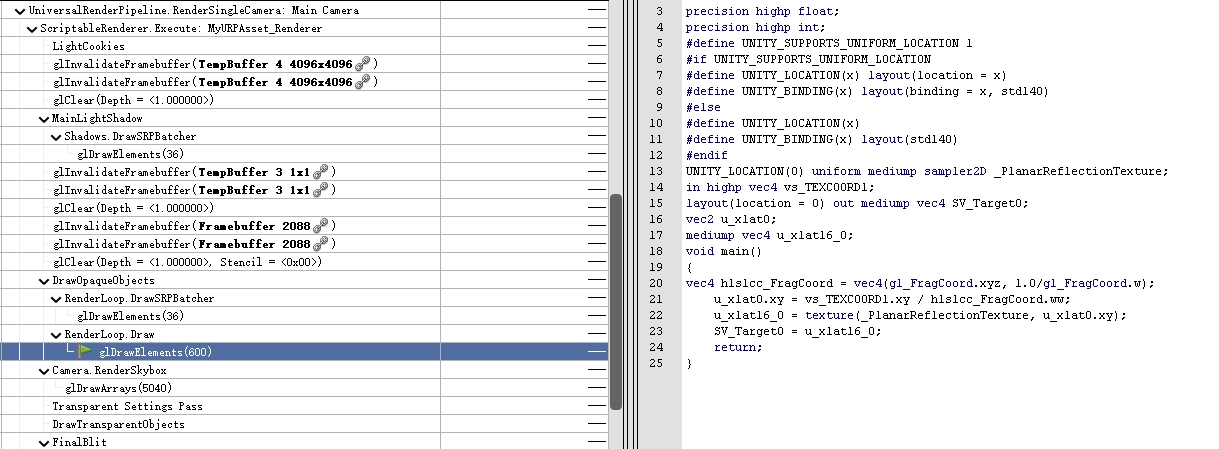 UniversalRenderPipeline.RenderSingleCamera: Main Camera
ScriptableRenderer.Execute: MyURPAsset_Renderer
LightCookies
glInvalidateFramebuffer(TempBuffer 4 4096x4096)
glInvalidateFramebuffer(TempBuffer 4 4096x4096)
glClear(Depth = <1.000000>)
MainLightShadow
Shadows.DrawSRPBatcher
glDrawElements(36)
glInvalidateFramebuffer(TempBuffer 3 1x1)
glInvalidateFramebuffer(TempBuffer 3 1x1)
glClear(Depth = <1.000000>)
glInvalidateFramebuffer(Framebuffer 2088)
glInvalidateFramebuffer(Framebuffer 2088)
glClear(Depth = <1.000000>, Stencil = <0x00>)
DrawOpaqueObjects
RenderLoop.DrawSRPBatcher
glDrawElements(36)
RenderLoop.Draw
glDrawElements(600)
Camera.RenderSkybox
glDrawArrays(5040)
Transparent Settings Pass
DrawTransparentObjects
FinalBlit
3 precision highp float;
4 precision highp int;
5 #define UNITY_SUPPORTS_UNIFORM_LOCATION 1
6 #if UNITY_SUPPORTS_UNIFORM_LOCATION
7 #define UNITY_LOCATION(x) layout(location = x)
8 #define UNITY_BINDING(x) layout(binding = x, std140)
9 #else
10 #define UNITY_LOCATION(x)
11 #define UNITY_BINDING(x) layout(std140)
12 #endif
13 UNITY_LOCATION(0) uniform mediump sampler2D _PlanarReflectionTexture;
14 in highp vec4 vs_TEXCOORD1;
15 layout(location = 0) out mediump vec4 SV_Target0;
16 vec2 u_xlat0;
17 mediump vec4 u_xlat16_0;
18 void main()
19 {
20 vec4 hlslcc_FragCoord = vec4(gl_FragCoord.xyz, 1.0/gl_FragCoord.w);
21 u_xlat0.xy = vs_TEXCOORD1.xy / hlslcc_FragCoord.ww;
22 u_xlat16_0 = texture(_PlanarReflectionTexture, u_xlat0.xy);
23 SV_Target0 = u_xlat16_0;
24 return;
25 }